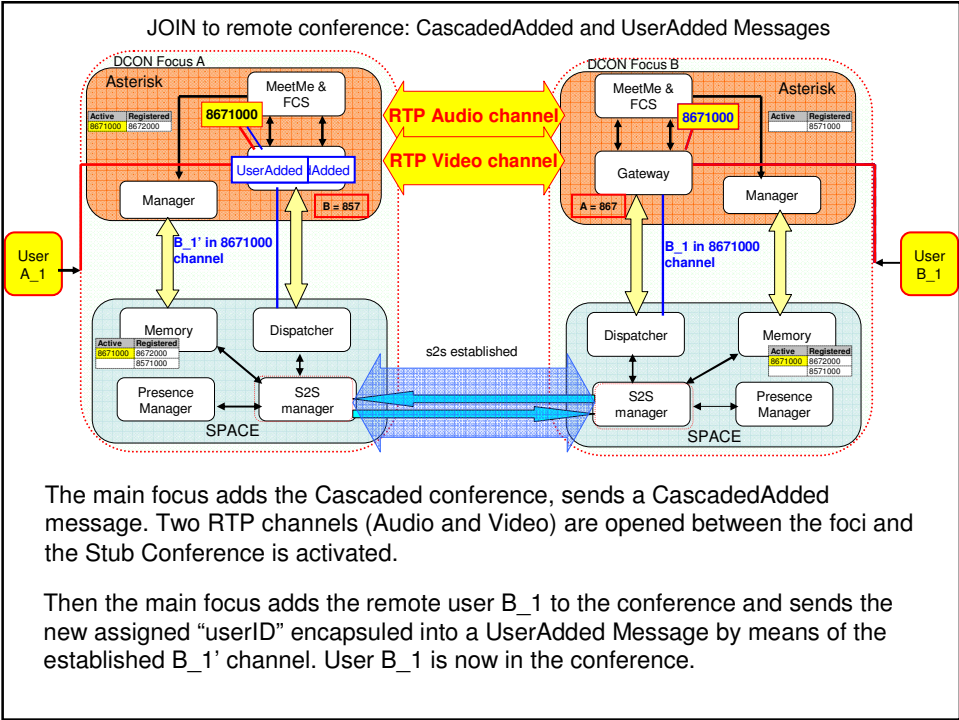 JOIN to remote conference: CascadedAdded and UserAdded Messages
DCON Focus A
Asterisk
MeetMe &
FCS
8671000
Active Registered
8671000 8672000
UserAdded
dAdded
B = 857
Manager
B_1’ in 8671000
channel
User
A_1
RTP Audio channel
RTP Video channel
DCON Focus B
Asterisk
MeetMe &
FCS
8671000
Active Registered
8571000
Gateway
A = 867
Manager
B_1 in 8671000
channel
User
B_1
Memory
Active Registered
8671000 8672000
8571000
Dispatcher
Presence
Manager
S2S
manager
SPACE
s2s established
Dispatcher
Memory
Active Registered
8671000 8672000
8571000
S2S
manager
Presence
Manager
SPACE
The main focus adds the Cascaded conference, sends a CascadedAdded
message. Two RTP channels (Audio and Video) are opened between the foci and
the Stub Conference is activated.
Then the main focus adds the remote user B_1 to the conference and sends the
new assigned “userID” encapsuled into a UserAdded Message by means of the
established B_1’ channel. User B_1 is now in the conference.